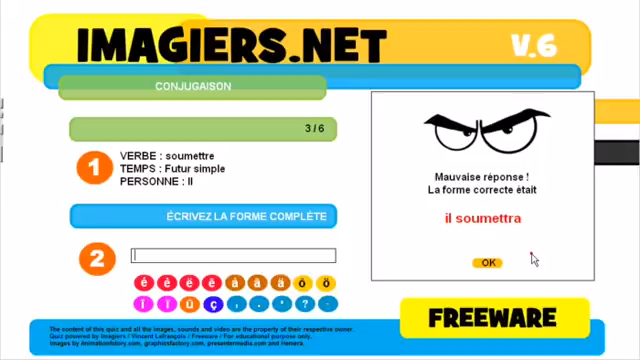 IMAGIERS.NET
V.6
CONJUGAISON
3 / 6
1
VERBE : soumettre
TEMPS : Futur simple
PERSONNE : Il
ÉCRIVEZ LA FORME COMPLÈTE
2
Mauvaise réponse !
La forme correcte était
il soumettra
OK
FREEWARE
The content of this quiz and all the images, sounds and video are the property of their respective owner.
Quiz powered by Imagiers / Vincent Lefrançois / Freeware / For educational purpose only.
Images by Animationfactory.com, graphicsfactory.com, presentermedia.com and Hemera